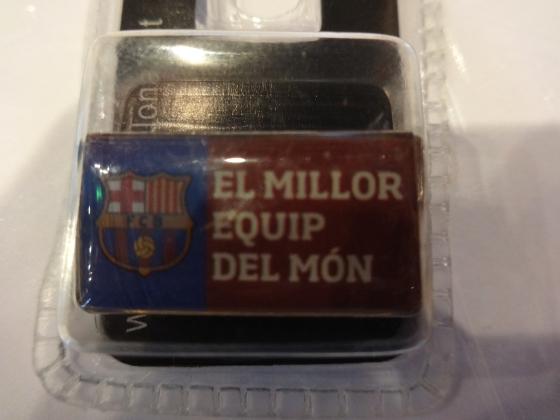 EL MILLOR
EQUIP
DEL MÓN
FCB